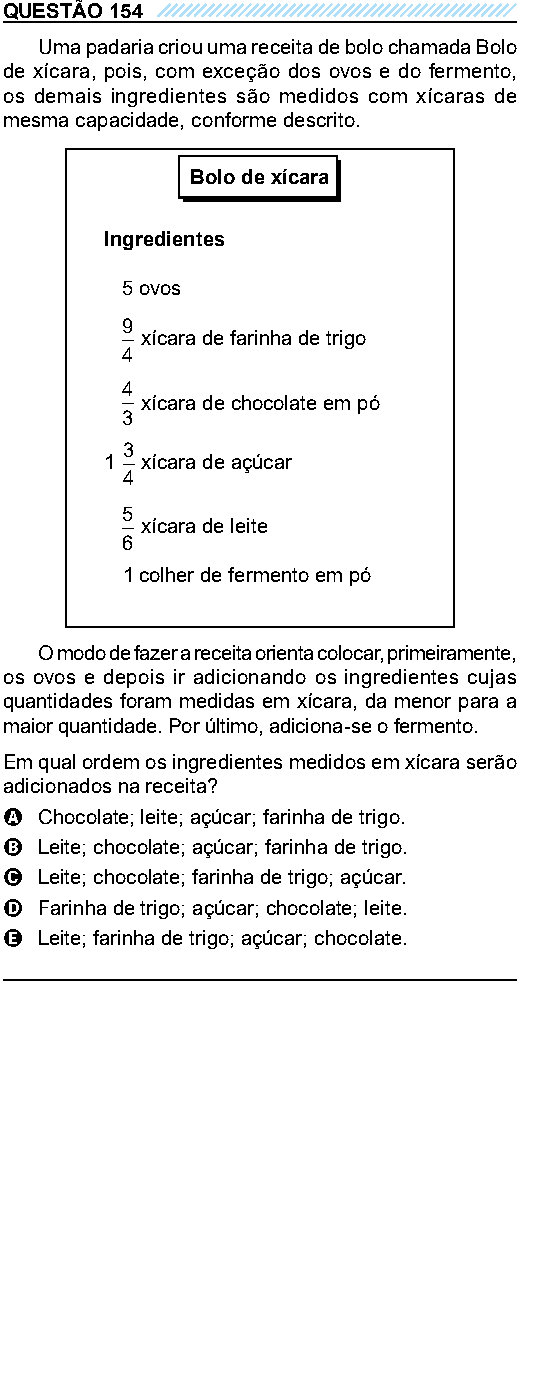 QUESTÃO 154
Uma padaria criou uma receita de bolo chamada Bolo
de xícara, pois, com exceção dos ovos e do fermento,
os demais ingredientes são medidos com xícaras de
mesma capacidade, conforme descrito.
Bolo de xícara
Ingredientes
5 ovos
9/4 xícara de farinha de trigo
4/3 xícara de chocolate em pó
1 3/4 xícara de açúcar
5/6 xícara de leite
1 colher de fermento em pó
O modo de fazer a receita orienta colocar, primeiramente,
os ovos e depois ir adicionando os ingredientes cujas
quantidades foram medidas em xícara, da menor para a
maior quantidade. Por último, adiciona-se o fermento.
Em qual ordem os ingredientes medidos em xícara serão
adicionados na receita?
A Chocolate; leite; açúcar; farinha de trigo.
B Leite; chocolate; açúcar; farinha de trigo.
C Leite; chocolate; farinha de trigo; açúcar.
D Farinha de trigo; açúcar; chocolate; leite.
E Leite; farinha de trigo; açúcar; chocolate.